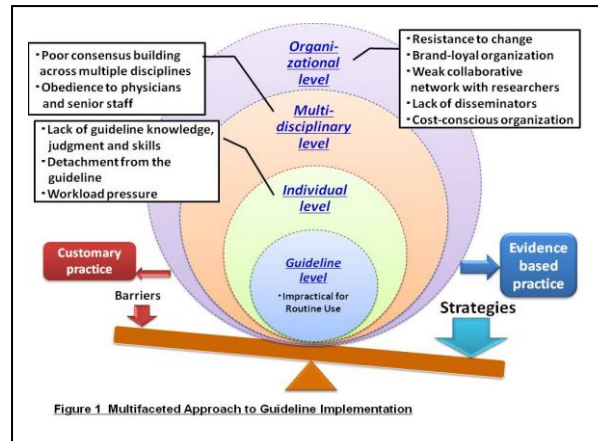 Organi-
zational
level
• Resistance to change
• Brand-loyal organization
• Weak collaborative
network with researchers
• Lack of disseminators
• Cost-conscious organization
• Poor consensus building
across multiple disciplines
• Obedience to physicians
and senior staff
Multi-
disciplinary
level
• Lack of guideline knowledge,
judgment and skills
• Detachment from the
guideline
• Workload pressure
Individual
level
Guideline
level
• Impractical for
Routine Use
Customary
practice
Barriers
Evidence
based
practice
Strategies
Figure 1 Multifaceted Approach to Guideline Implementation